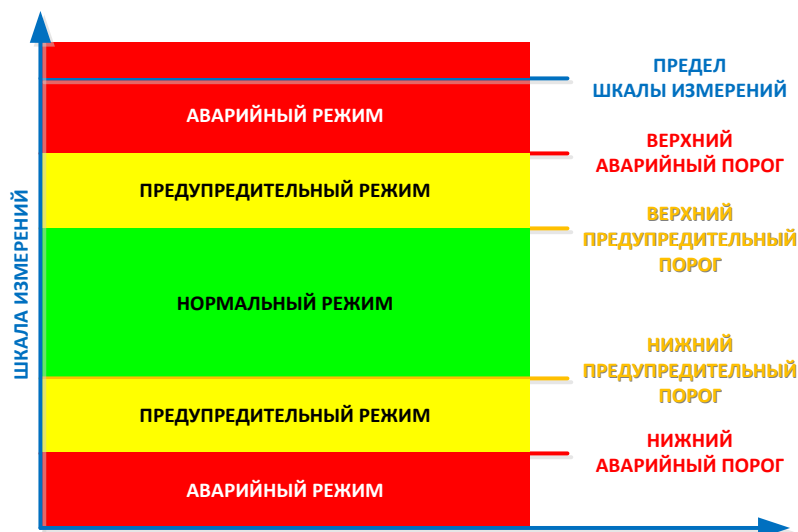 ПРЕДЕЛ
ШКАЛЫ ИЗМЕРЕНИЙ
АВАРИЙНЫЙ РЕЖИМ
ВЕРХНИЙ
АВАРИЙНЫЙ ПОРОГ
ПРЕДУПРЕДИТЕЛЬНЫЙ РЕЖИМ
ВЕРХНИЙ
ПРЕДУПРЕДИТЕЛЬНЫЙ
ПОРОГ
ШКАЛА ИЗМЕРЕНИЙ
НОРМАЛЬНЫЙ РЕЖИМ
НИЖНИЙ
ПРЕДУПРЕДИТЕЛЬНЫЙ
ПОРОГ
ПРЕДУПРЕДИТЕЛЬНЫЙ РЕЖИМ
НИЖНИЙ
АВАРИЙНЫЙ ПОРОГ
АВАРИЙНЫЙ РЕЖИМ